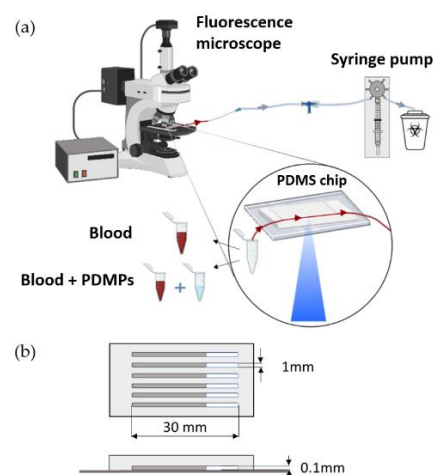 (a)
Fluorescence
microscope
Syringe pump
PDMS chip
Blood
Blood + PDMPs
+
(b)
1mm
30 mm
0.1mm